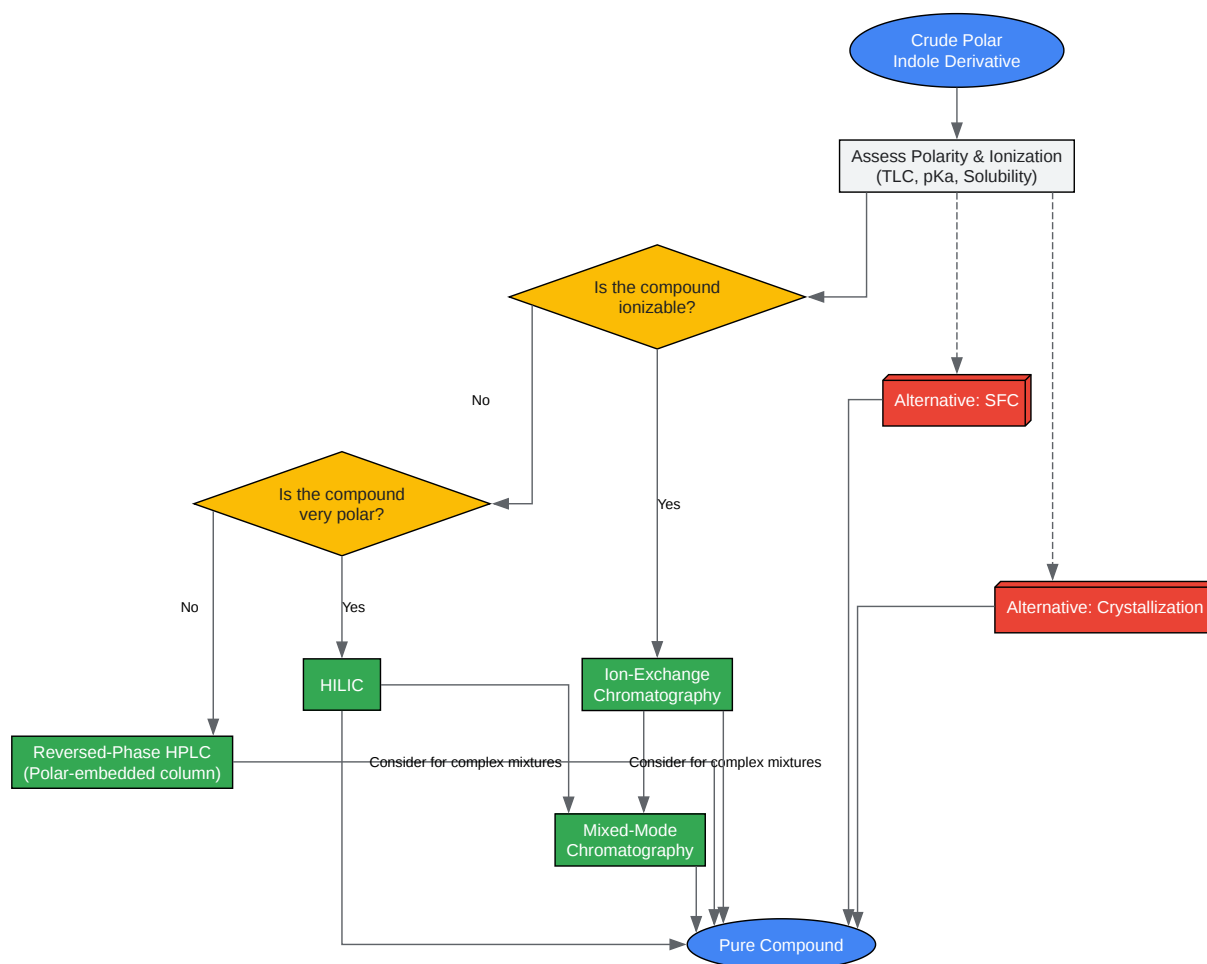 Crude Polar
Indole Derivative
Assess Polarity & Ionization
(TLC, pKa, Solubility)
Is the compound
ionizable?
Alternative: SFC
No
Is the compound
very polar?
Yes
No
Yes
Alternative: Crystallization
HILIC
Ion-Exchange
Chromatography
Reversed-Phase HPLC
(Polar-embedded column)
Consider for complex mixtures
Consider for complex mixtures
Mixed-Mode
Chromatography
Pure Compound